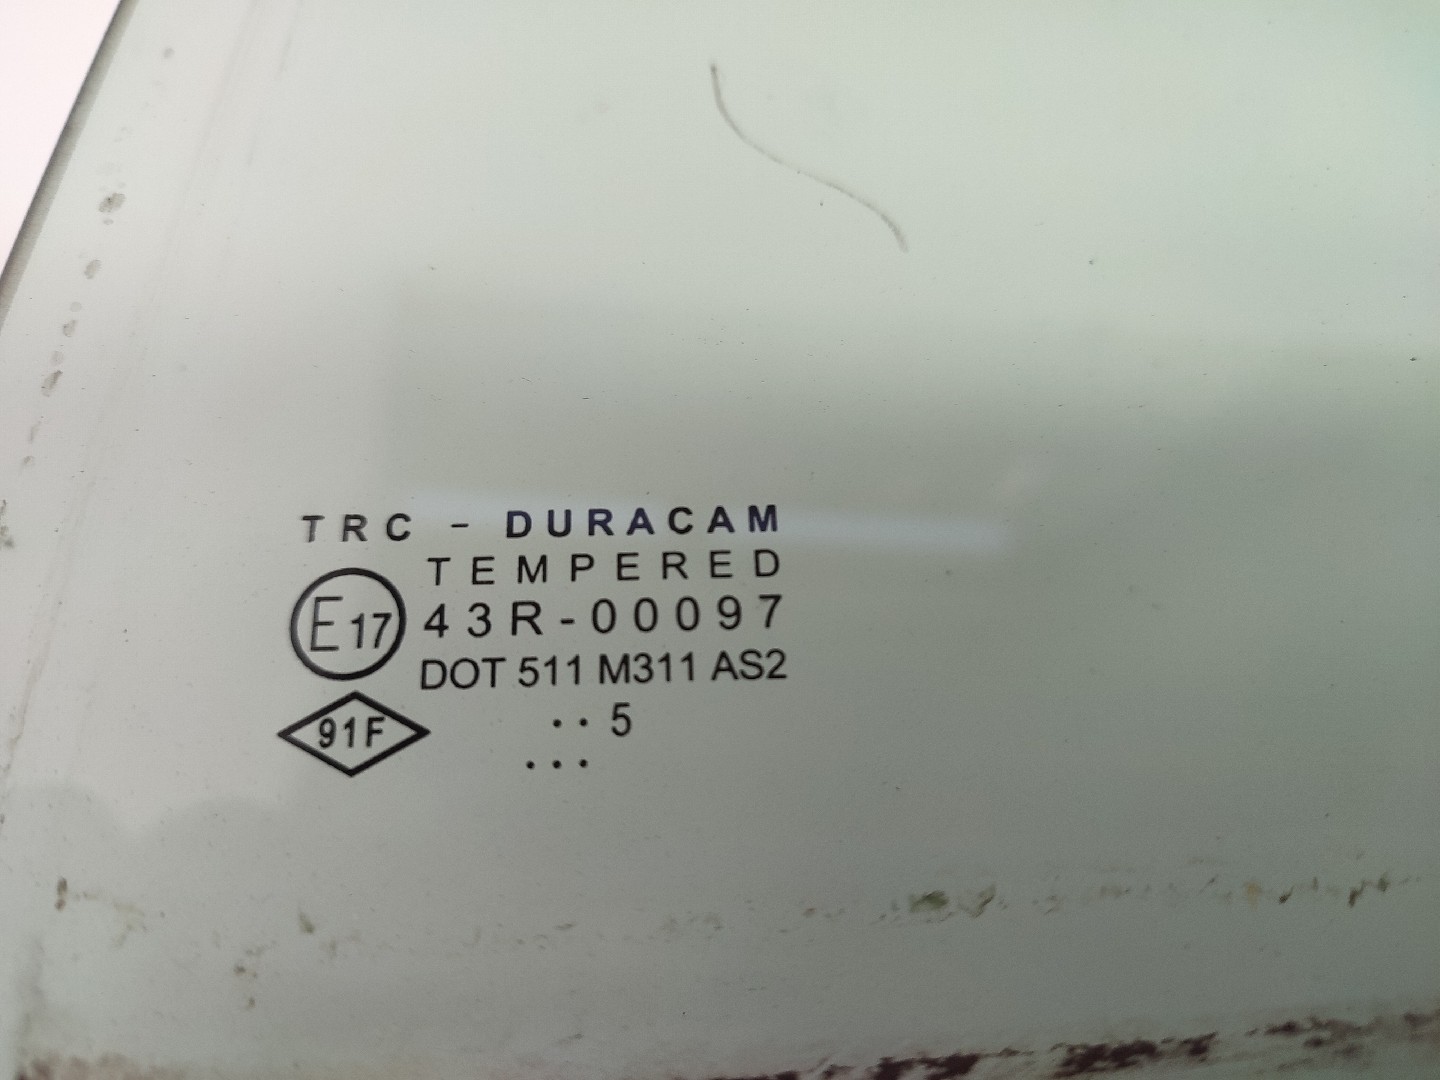 TRC - DURACAM
TEMPERED
E17 43R-00097
DOT 511 M311 AS2
91F ·· 5
···